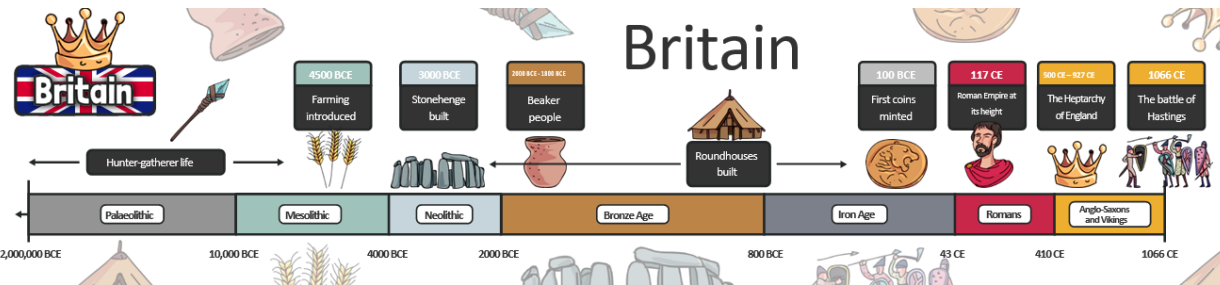 Britain
Britain
4500 BCE
Farming
introduced
3000 BCE
Stonehenge
built
2800 BCE - 1800 BCE
Beaker
people
100 BCE
First coins
minted
117 CE
Roman Empire at
its height
500 CE – 927 CE
The Heptarchy
of England
1066 CE
The battle of
Hastings
Hunter-gatherer life
Roundhouses
built
Palaeolithic
Mesolithic
Neolithic
Bronze Age
Iron Age
Romans
Anglo-Saxons
and Vikings
2,000,000 BCE
10,000 BCE
4000 BCE
2000 BCE
800 BCE
43 CE
410 CE
1066 CE